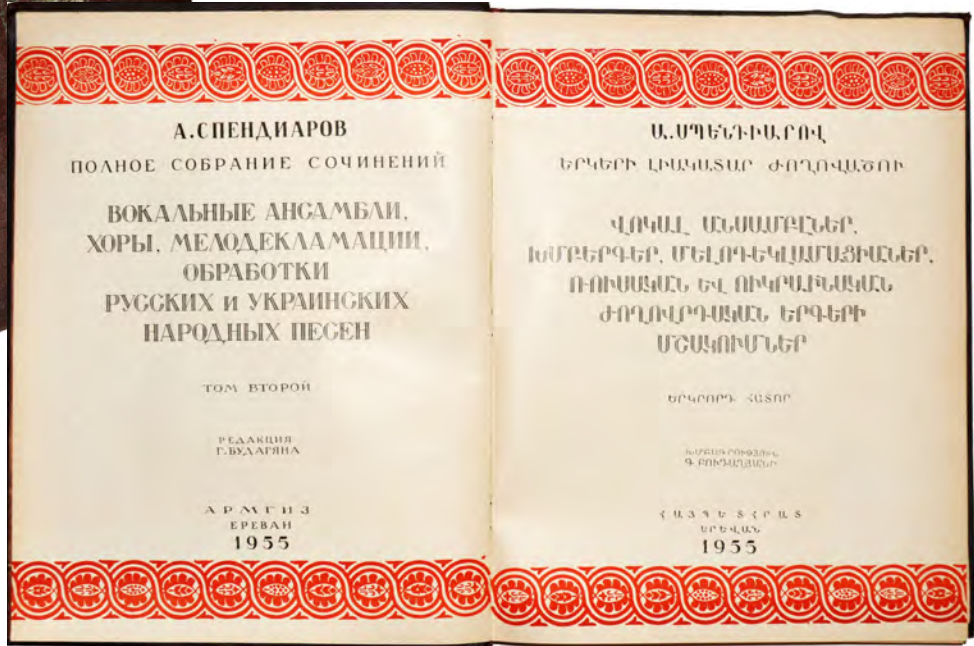 А.СПЕНДИАРОВ
ПОЛНОЕ СОБРАНИЕ СОЧИНЕНИЙ
ВОКАЛЬНЫЕ АНСАМБЛИ,
ХОРЫ, МЕЛОДЕКЛАМАЦИИ,
ОБРАБОТКИ
РУССКИХ и УКРАИНСКИХ
НАРОДНЫХ ПЕСЕН
ТОМ ВТОРОЙ
РЕДАКЦИЯ
Г.БУДАГЯНА
АРМГИЗ
ЕРЕВАН
1955
Ա.ՍՊԵՆԴԻԱՐՈՎ
ԵՐԿԵՐԻ ԼԻԱԿԱՏԱՐ ԺՈՂՈՎԱԾՈՒ
ՎՈԿԱԼ ԱՆՍԱՄԲԼՆԵՐ,
ԽՄԲԵՐԳԵՐ, ՄԵԼՈԴԵԿԼԱՄԱՑԻԱՆԵՐ,
ՌՈՒՍԱԿԱՆ ԵՎ ՈՒԿՐԱԻՆԱԿԱՆ
ԺՈՂՈՎՐԴԱԿԱՆ ԵՐԳԵՐԻ
ՄՇԱԿՈՒՄՆԵՐ
ԵՐԿՐՈՐԴ ՀԱՏՈՐ
ԽՄԲԱԳՐՈՒԹՅԱՄԲ
Գ.ԲՈՒԴԱՂՅԱՆԻ
ՀԱՅՊԵՏՀՐԱՏ
ԵՐԵՎԱՆ
1955